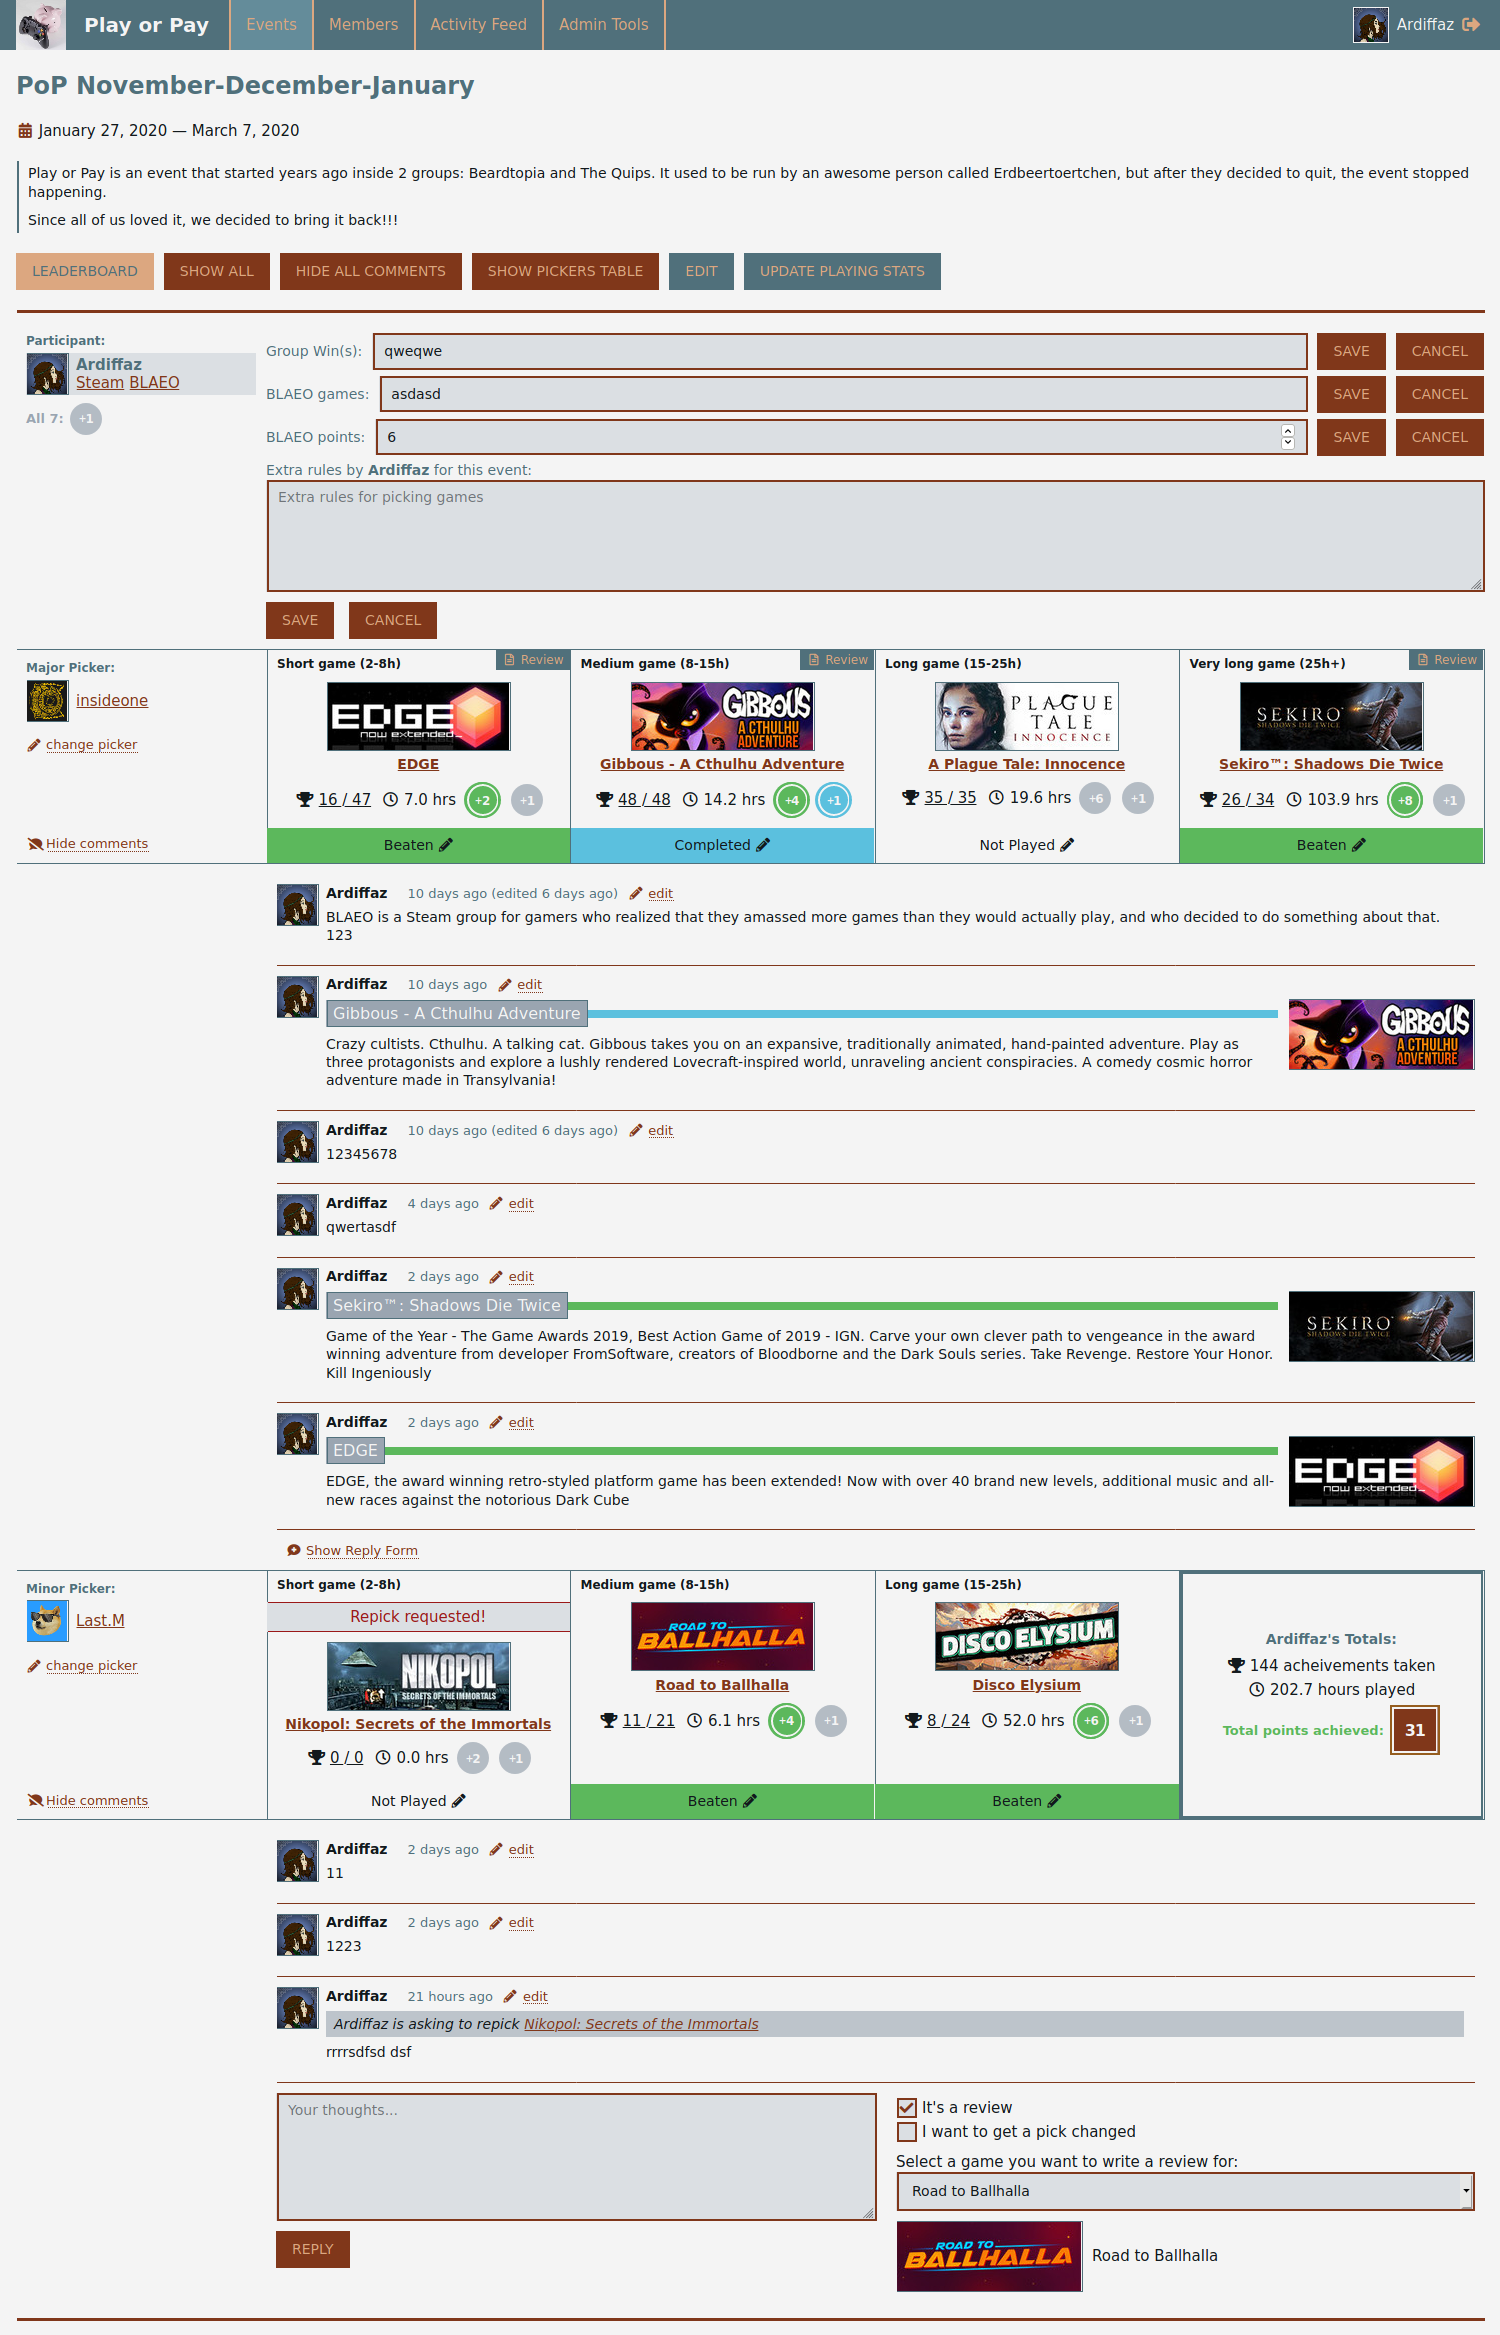 Play or Pay Events Members Activity Feed Admin Tools Ardiffaz
PoP November-December-January
January 27, 2020 — March 7, 2020
Play or Pay is an event that started years ago inside 2 groups: Beardtopia and The Quips. It used to be run by an awesome person called Erdbeertoertchen, but after they decided to quit, the event stopped
happening.
Since all of us loved it, we decided to bring it back!!!
LEADERBOARD SHOW ALL HIDE ALL COMMENTS SHOW PICKERS TABLE EDIT UPDATE PLAYING STATS
Participant:
Ardiffaz
Steam BLAEO
All 7: +1
Group Win(s): qweqwe SAVE CANCEL
BLAEO games: asdasd SAVE CANCEL
BLAEO points: 6 SAVE CANCEL
Extra rules by Ardiffaz for this event:
Extra rules for picking games
SAVE CANCEL
Major Picker:
insideone
change picker
Hide comments
Short game (2-8h) Review
EDGE
now extended_
EDGE
16 / 47 7.0 hrs +2 +1
Beaten
Medium game (8-15h) Review
GIBBOUS
A CTHULHU
ADVENTURE
Gibbous - A Cthulhu Adventure
48 / 48 14.2 hrs +4 +1
Completed
Long game (15-25h)
PLAGUE
TALE
INNOCENCE
A Plague Tale: Innocence
35 / 35 19.6 hrs +6 +1
Not Played
Very long game (25h+) Review
SEKIRO
SHADOWS DIE TWICE
Sekiro™: Shadows Die Twice
26 / 34 103.9 hrs +8 +1
Beaten
Ardiffaz 10 days ago (edited 6 days ago) edit
BLAEO is a Steam group for gamers who realized that they amassed more games than they would actually play, and who decided to do something about that.
123
Ardiffaz 10 days ago edit
Gibbous - A Cthulhu Adventure
Crazy cultists. Cthulhu. A talking cat. Gibbous takes you on an expansive, traditionally animated, hand-painted adventure. Play as
three protagonists and explore a lushly rendered Lovecraft-inspired world, unraveling ancient conspiracies. A comedy cosmic horror
adventure made in Transylvania!
GIBBOUS
A CTHULHU
ADVENTURE
Ardiffaz 10 days ago (edited 6 days ago) edit
12345678
Ardiffaz 4 days ago edit
qwertasdf
Ardiffaz 2 days ago edit
Sekiro™: Shadows Die Twice
Game of the Year - The Game Awards 2019, Best Action Game of 2019 - IGN. Carve your own clever path to vengeance in the award
winning adventure from developer FromSoftware, creators of Bloodborne and the Dark Souls series. Take Revenge. Restore Your Honor.
Kill Ingeniously
SEKIRO
SHADOWS DIE TWICE
Ardiffaz 2 days ago edit
EDGE
EDGE, the award winning retro-styled platform game has been extended! Now with over 40 brand new levels, additional music and all-
new races against the notorious Dark Cube
EDGE
now extended_
Show Reply Form
Minor Picker:
Last.M
change picker
Hide comments
Short game (2-8h)
Repick requested!
NIKOPOL
SECRETS OF THE IMMORTALS
Nikopol: Secrets of the Immortals
0 / 0 0.0 hrs +2 +1
Not Played
Medium game (8-15h)
ROAD TO
BALLHALLA
Road to Ballhalla
11 / 21 6.1 hrs +4 +1
Beaten
Long game (15-25h)
DISCO ELYSIUM
Disco Elysium
8 / 24 52.0 hrs +6 +1
Beaten
Ardiffaz's Totals:
144 acheivements taken
202.7 hours played
Total points achieved: 31
Ardiffaz 2 days ago edit
11
Ardiffaz 2 days ago edit
1223
Ardiffaz 21 hours ago edit
Ardiffaz is asking to repick Nikopol: Secrets of the Immortals
rrrrsdfsd dsf
Your thoughts...
REPLY
It's a review
I want to get a pick changed
Select a game you want to write a review for:
Road to Ballhalla
ROAD TO
BALLHALLA
Road to Ballhalla